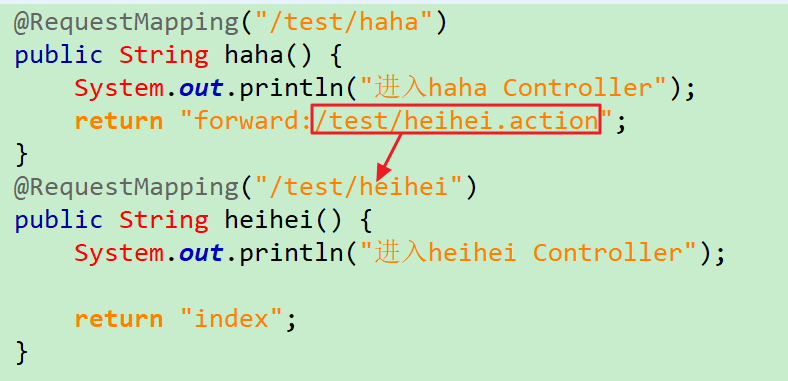 @RequestMapping("/test/haha")
public String haha() {
    System.out.println("进入haha Controller");
    return "forward:/test/heihei.action";
}
@RequestMapping("/test/heihei")
public String heihei() {
    System.out.println("进入heihei Controller");
    return "index";
}